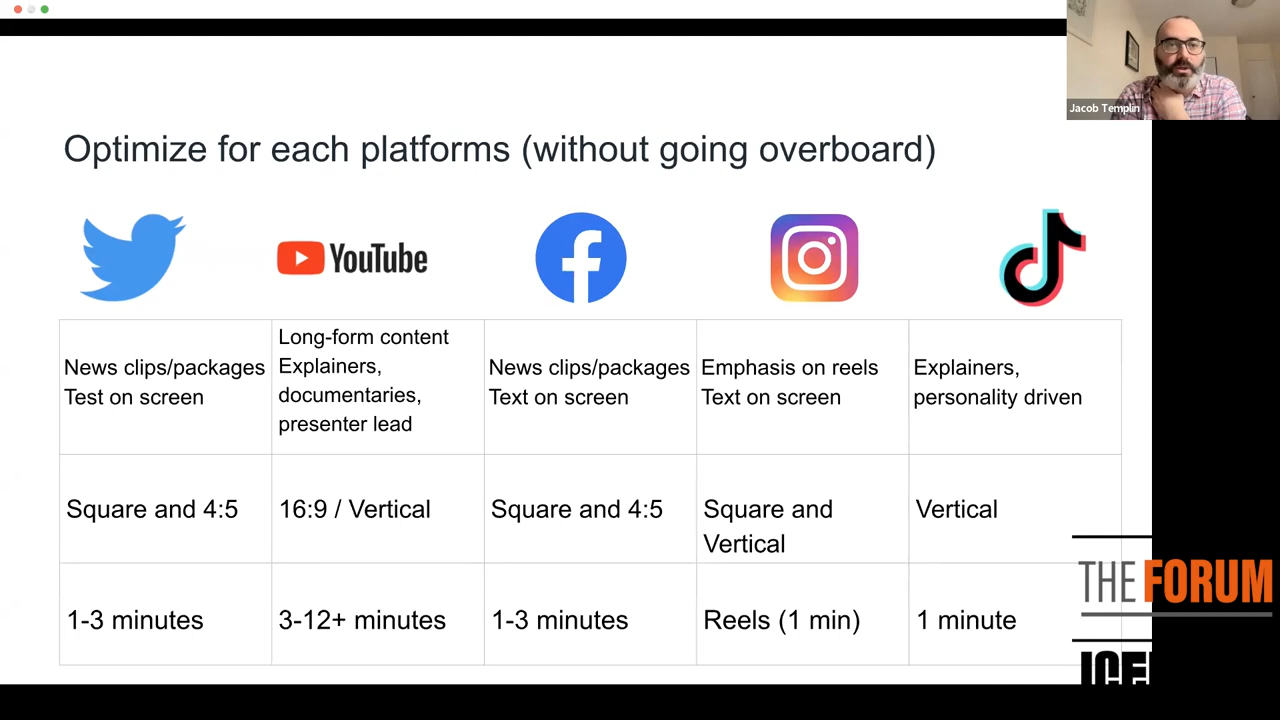 Jacob Templin
Optimize for each platforms (without going overboard)
YouTube
News clips/packages
Test on screen
Long-form content
Explainers,
documentaries,
presenter lead
News clips/packages
Text on screen
Emphasis on reels
Text on screen
Explainers,
personality driven
Square and 4:5
16:9 / Vertical
Square and 4:5
Square and
Vertical
Vertical
1-3 minutes
3-12+ minutes
1-3 minutes
Reels (1 min)
1 minute
THE FORUM